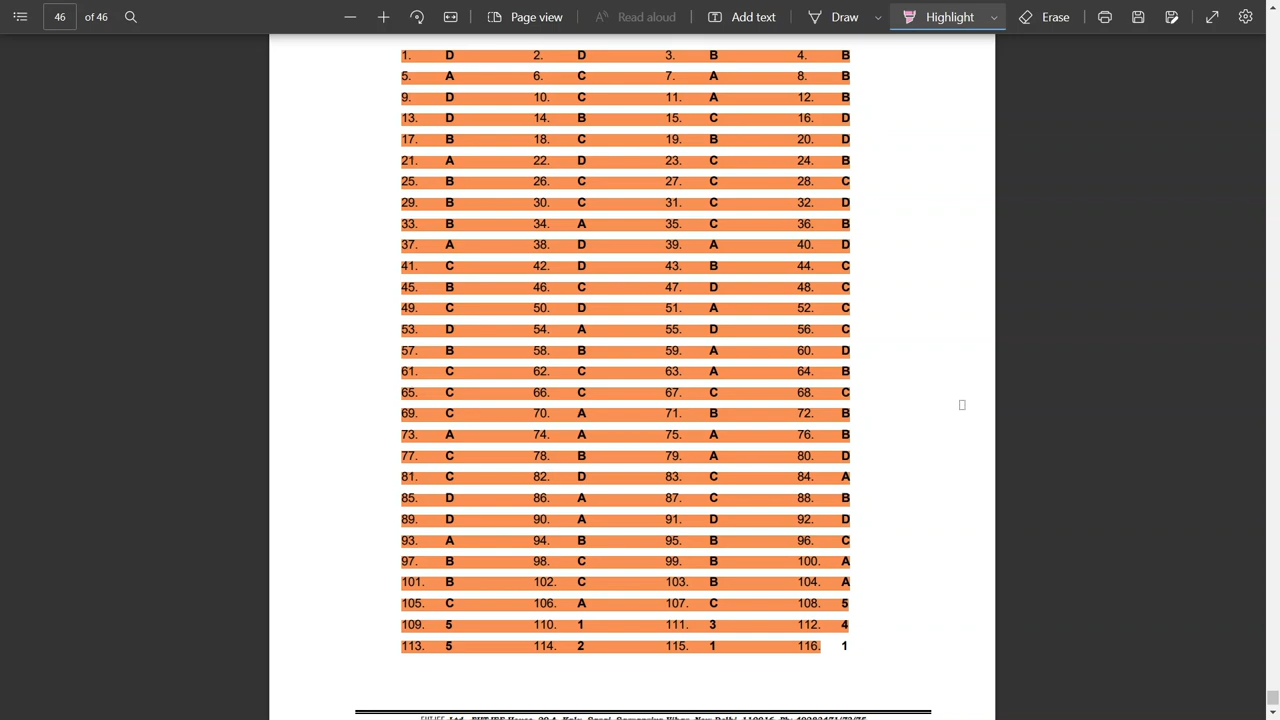 46 of 46 Page view Read aloud Add text Draw Highlight Erase
1. D 2. D 3. B 4. B
5. A 6. C 7. A 8. B
9. D 10. C 11. A 12. B
13. D 14. B 15. C 16. D
17. B 18. C 19. B 20. D
21. A 22. D 23. C 24. B
25. B 26. C 27. C 28. C
29. B 30. C 31. C 32. D
33. B 34. A 35. C 36. B
37. A 38. D 39. A 40. D
41. C 42. D 43. B 44. C
45. B 46. C 47. D 48. C
49. C 50. D 51. A 52. C
53. D 54. A 55. D 56. C
57. B 58. B 59. A 60. D
61. C 62. C 63. A 64. B
65. C 66. C 67. C 68. C
69. C 70. A 71. B 72. B
73. A 74. A 75. A 76. B
77. C 78. B 79. A 80. D
81. C 82. D 83. C 84. A
85. D 86. A 87. C 88. B
89. D 90. A 91. D 92. D
93. A 94. B 95. B 96. C
97. B 98. C 99. B 100. A
101. B 102. C 103. B 104. A
105. C 106. A 107. C 108. 5
109. 5 110. 1 111. 3 112. 4
113. 5 114. 2 115. 1 116. 1